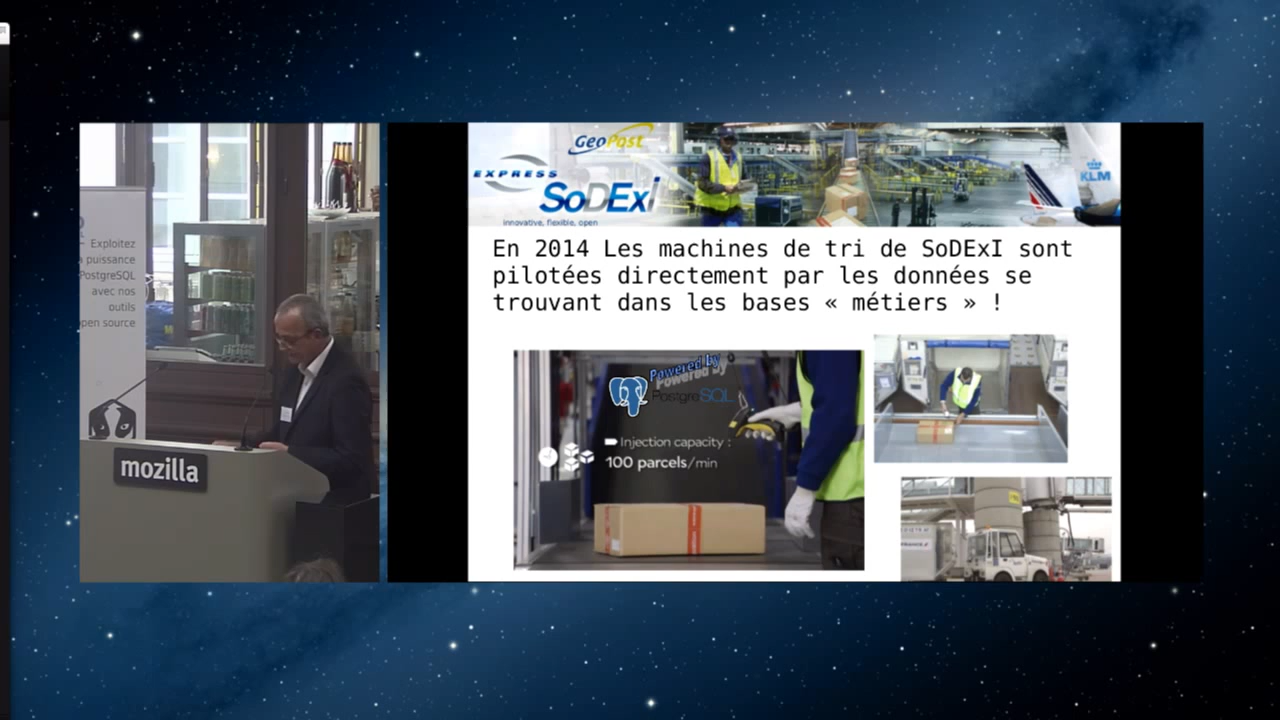 Exploitez
puissance
PostgreSQL
avec nos
outils
open source
mozilla
GeoPost
EXPRESS
SoDExi
innovative, flexible, open
KLM
En 2014 Les machines de tri de SoDExI sont
pilotées directement par les données se
trouvant dans les bases « métiers » !
Powered by
PostgreSQL
Injection capacity :
100 parcels/min